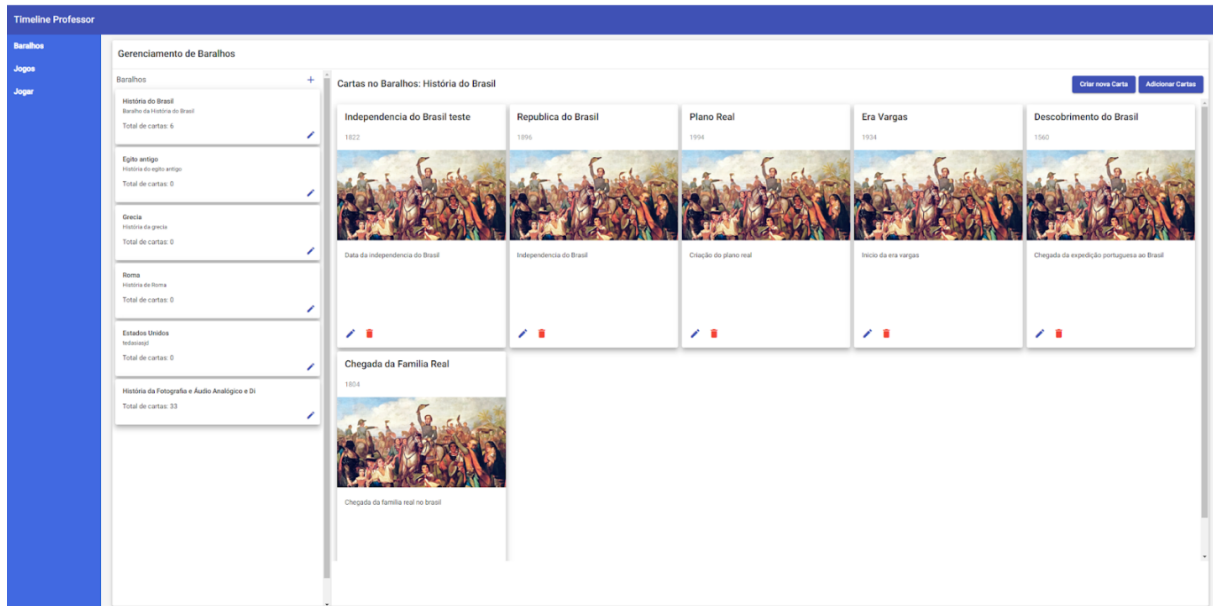 Timeline Professor
Baralhos
Jogos
Jogar
Gerenciamento de Baralhos
Baralhos
+
História do Brasil
Baralho da História do Brasil
Total de cartas: 6
Egito antigo
História do egito antigo
Total de cartas: 0
Grecia
História da grecia
Total de cartas: 0
Roma
História de Roma
Total de cartas: 0
Estados Unidos
Total de cartas: 0
História da Fotografia e Áudio Analógico e Di
Total de cartas: 33
Cartas no Baralhos: História do Brasil
Criar nova Carta
Adicionar Cartas
Independencia do Brasil teste
1822
Data da independencia do Brasil
Republica do Brasil
1896
Independencia do Brasil
Plano Real
1994
Criação do plano real
Era Vargas
1934
Inicio da era vargas
Descobrimento do Brasil
1560
Chegada da expedição portuguesa ao Brasil
Chegada da Familia Real
1804
Chegada da familia real no brasil